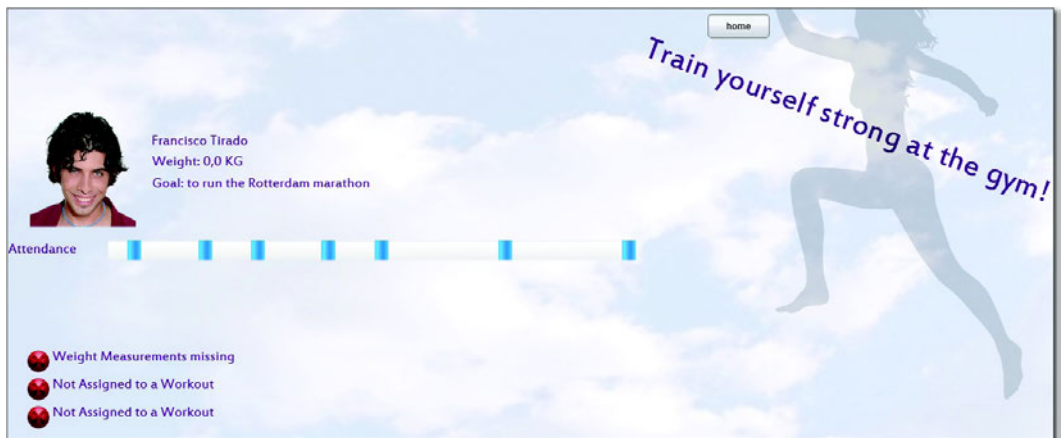 home
Train yourself strong at the gym!
Francisco Tirado
Weight: 0,0 KG
Goal: to run the Rotterdam marathon
Attendance
Weight Measurements missing
Not Assigned to a Workout
Not Assigned to a Workout